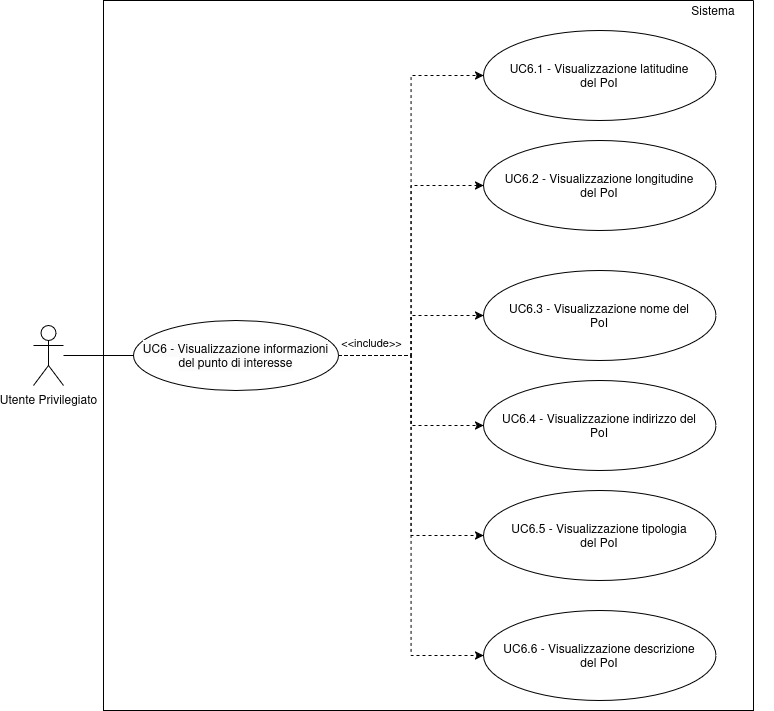 Sistema
UC6.1 - Visualizzazione latitudine
del PoI
UC6.2 - Visualizzazione longitudine
del PoI
UC6.3 - Visualizzazione nome del
PoI
<<include>>
UC6 - Visualizzazione informazioni
del punto di interesse
Utente Privilegiato
UC6.4 - Visualizzazione indirizzo del
PoI
UC6.5 - Visualizzazione tipologia
del PoI
UC6.6 - Visualizzazione descrizione
del PoI